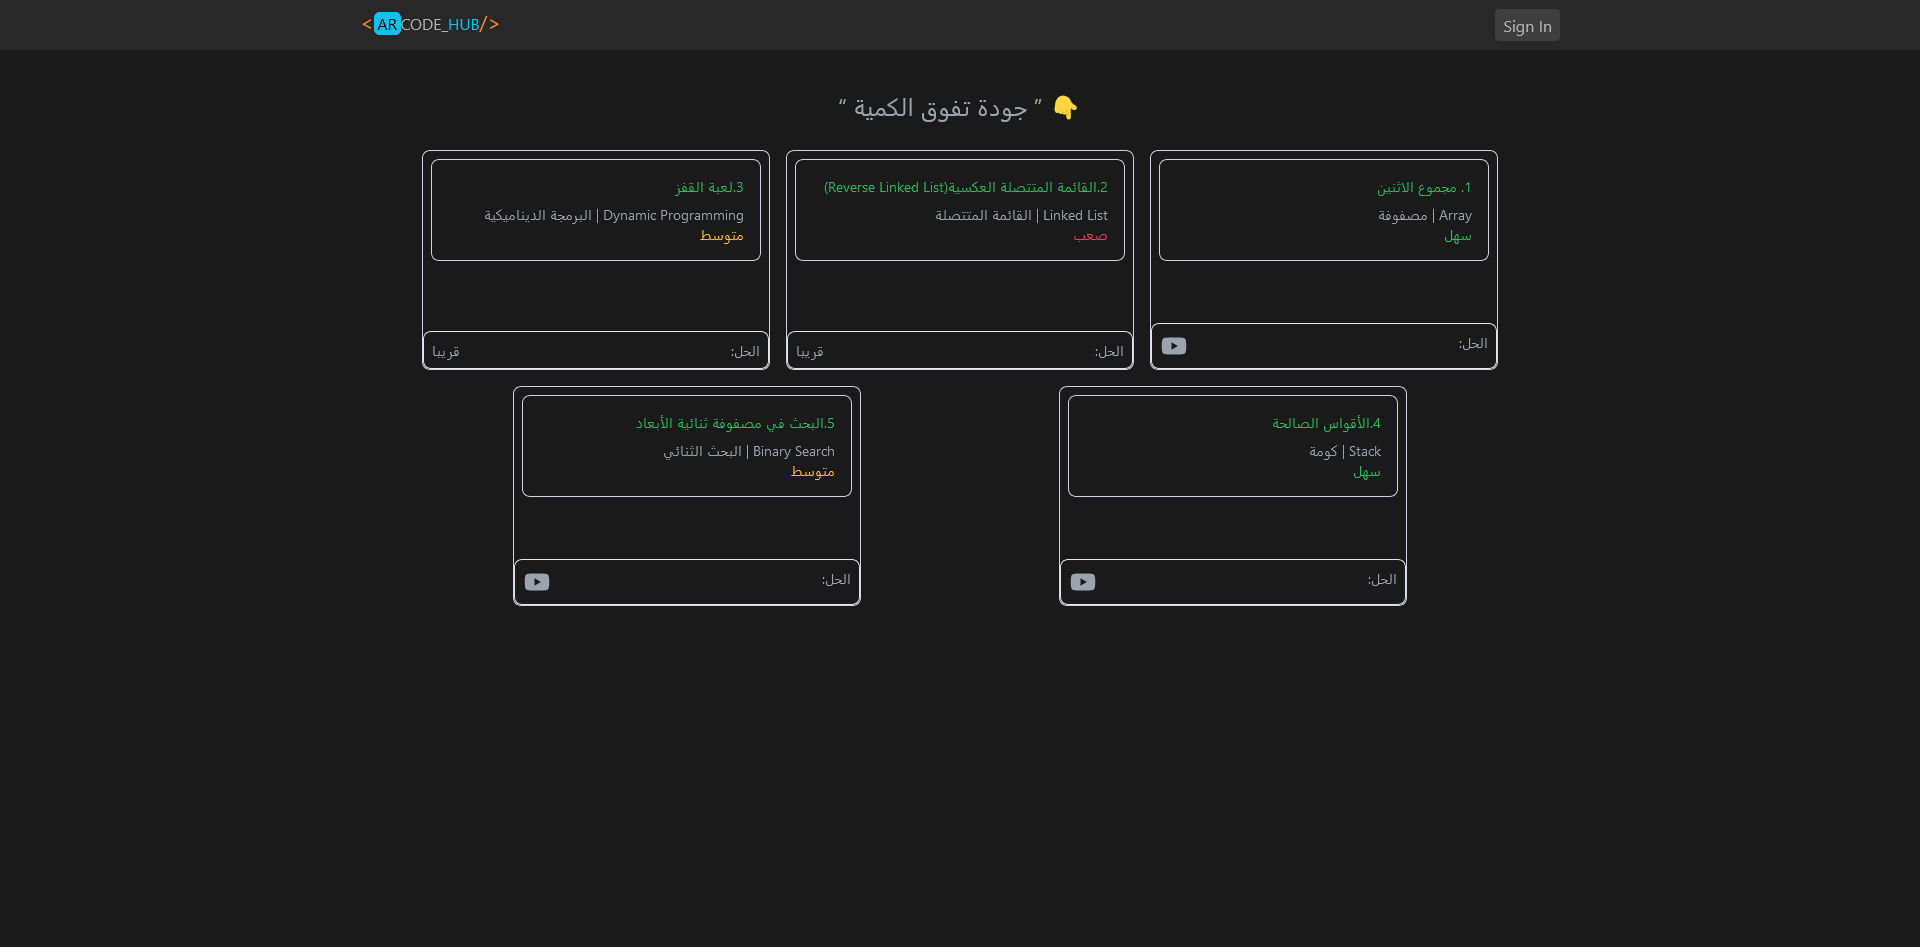 <ARCODE_HUB/>
Sign In
👇 " جودة تفوق الكمية "
1. مجموع الاثنين
Array | مصفوفة
سهل
الحل:
2.القائمة المتتصلة العكسية(Reverse Linked List)
Linked List | القائمة المتتصلة
صعب
الحل:
قريبا
3.لعبة القفز
Dynamic Programming | البرمجة الديناميكية
متوسط
الحل:
قريبا
4.الأقواس الصالحة
Stack | كومة
سهل
الحل:
5.البحث في مصفوفة ثنائية الأبعاد
Binary Search | البحث الثنائي
متوسط
الحل: